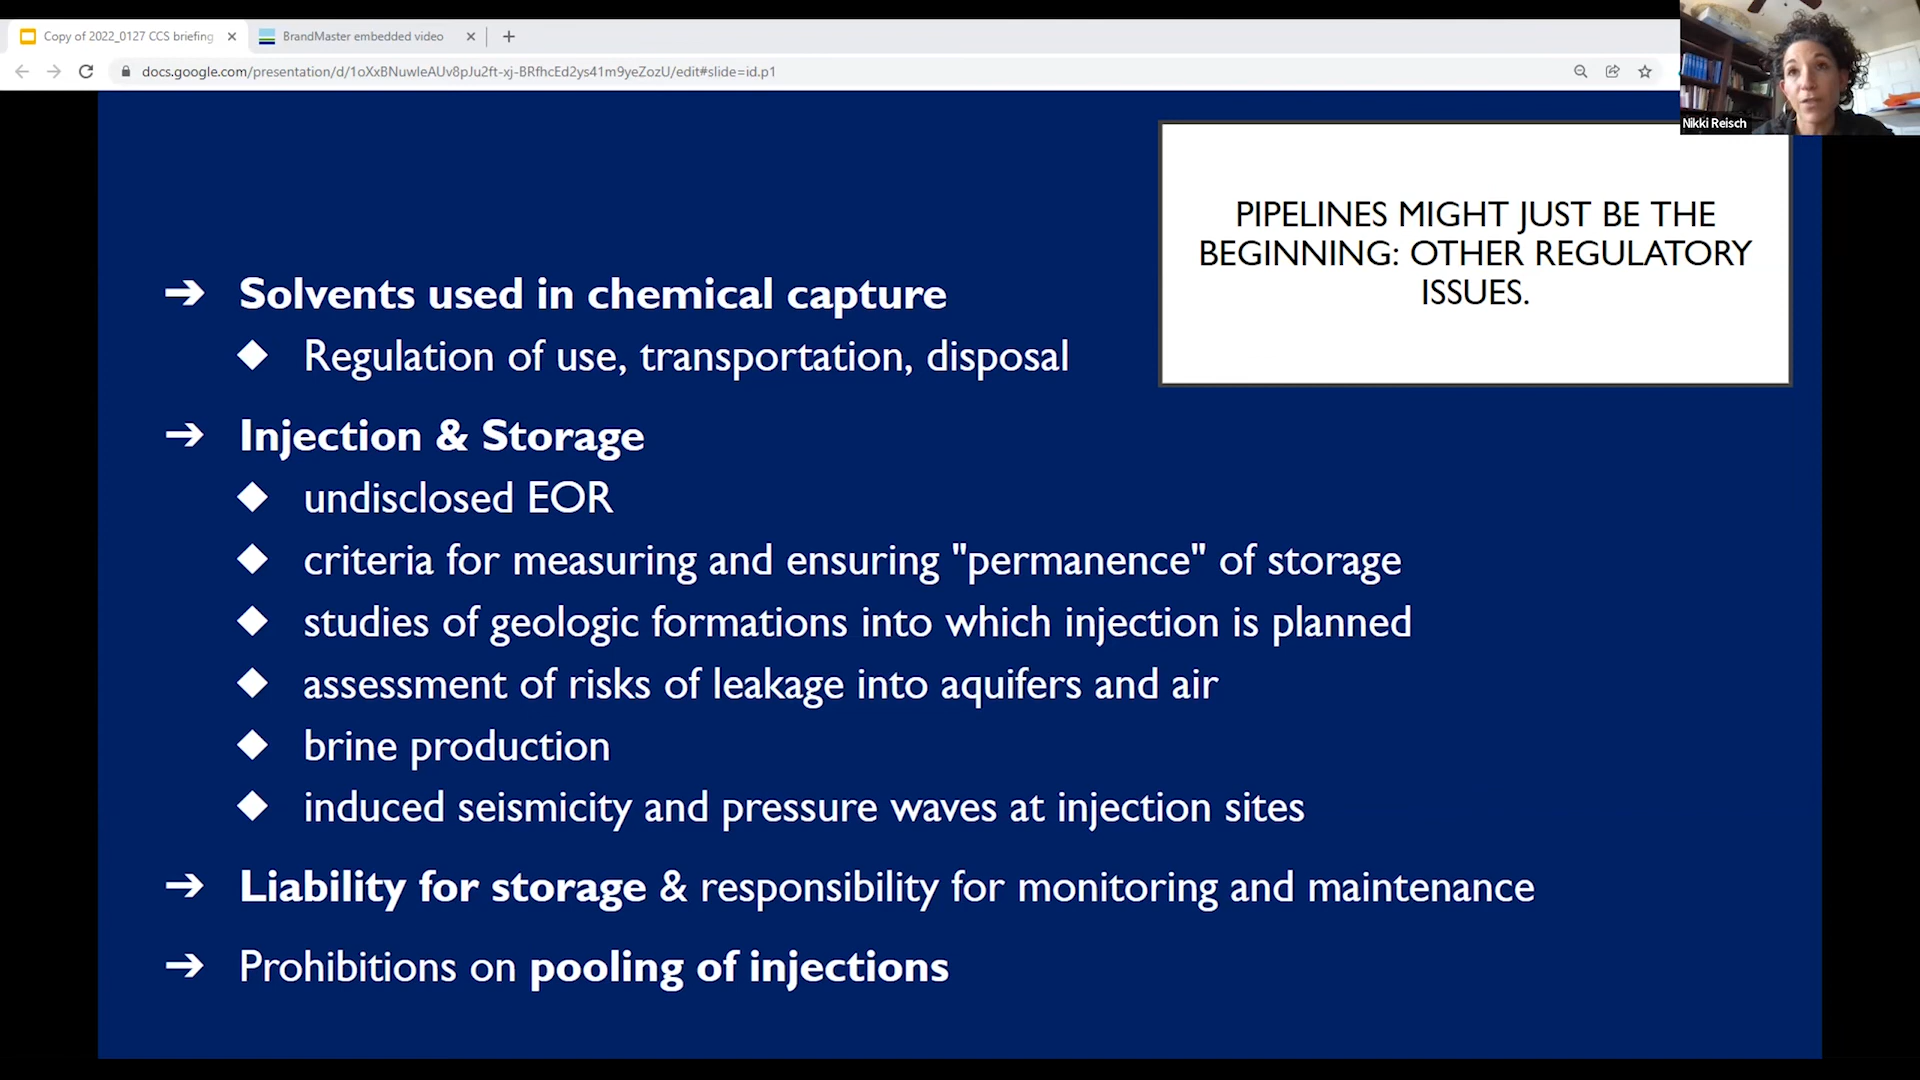 Copy of 2022_0127 CCS briefing
BrandMaster embedded video
docs.google.com/presentation/d/1oXxBNuwleAUv8pJu2ft-xj-BRfhcEd2ys41m9yeZozU/edit#slide=id.p1
Nikki Reisch
PIPELINES MIGHT JUST BE THE
BEGINNING: OTHER REGULATORY
ISSUES.
➔ Solvents used in chemical capture
◆ Regulation of use, transportation, disposal
➔ Injection & Storage
◆ undisclosed EOR
◆ criteria for measuring and ensuring "permanence" of storage
◆ studies of geologic formations into which injection is planned
◆ assessment of risks of leakage into aquifers and air
◆ brine production
◆ induced seismicity and pressure waves at injection sites
➔ Liability for storage & responsibility for monitoring and maintenance
➔ Prohibitions on pooling of injections